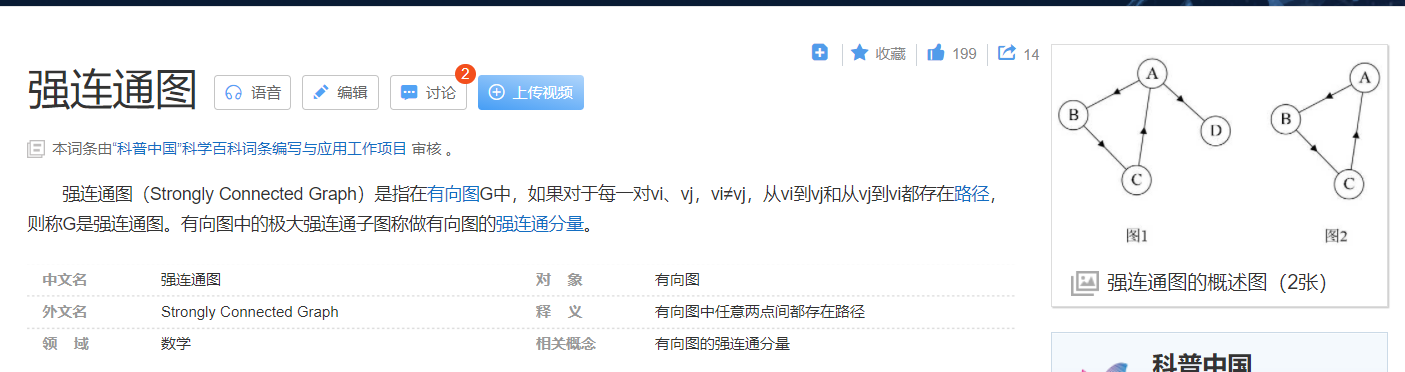 收藏 199 14
强连通图 语音 编辑 讨论 2 上传视频
本词条由“科普中国”科学百科词条编写与应用工作项目 审核 。
强连通图（Strongly Connected Graph）是指在有向图G中，如果对于每一对vi、vj，vi≠vj，从vi到vj和从vj到vi都存在路径，
则称G是强连通图。有向图中的极大强连通子图称做有向图的强连通分量。
中文名 强连通图 对 象 有向图
外文名 Strongly Connected Graph 释 义 有向图中任意两点间都存在路径
领 域 数学 相关概念 有向图的强连通分量
A A
B D B
C C
图1 图2
强连通图的概述图（2张）
科普中国